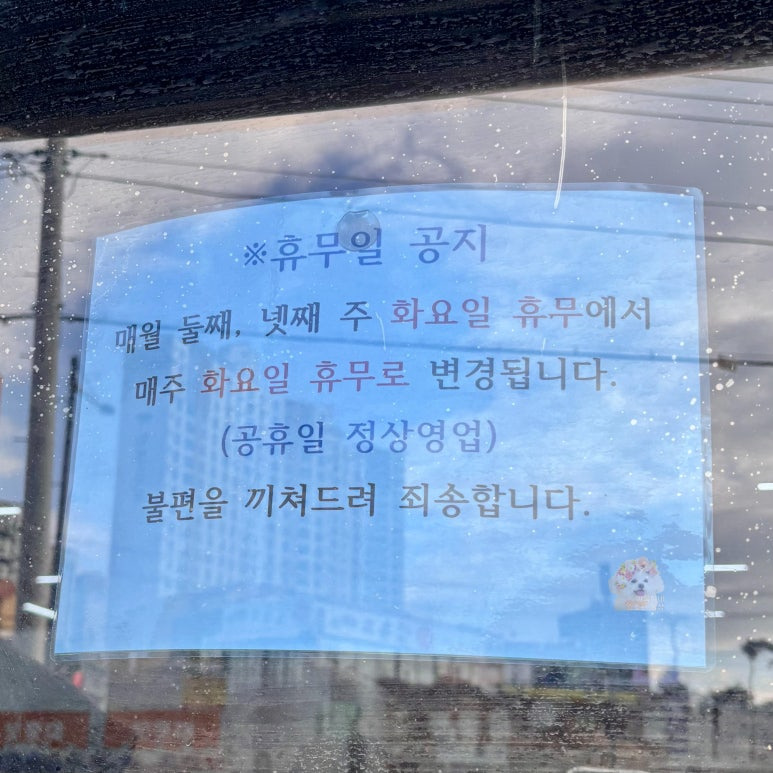 ※휴무일 공지
매월 둘째, 넷째 주 화요일 휴무에서
매주 화요일 휴무로 변경됩니다.
(공휴일 정상영업)
불편을 끼쳐드려 죄송합니다.